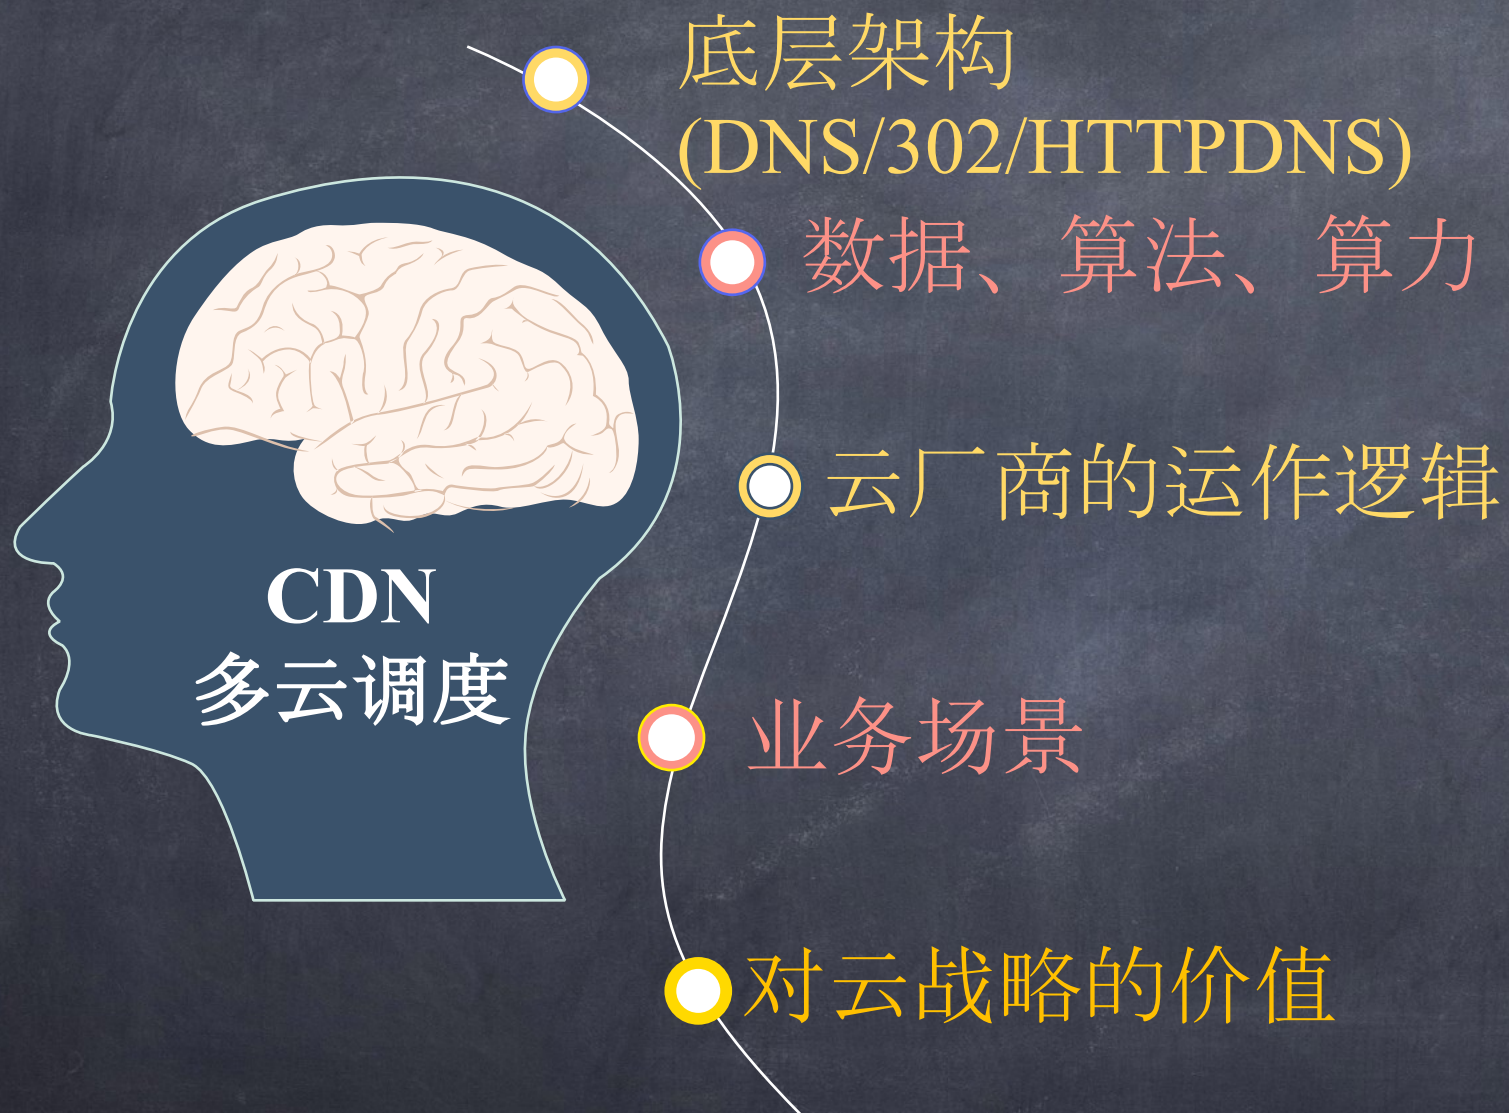 底层架构
(DNS/302/HTTPDNS)
数据、算法、算力
云厂商的运作逻辑
CDN
多云调度
业务场景
对云战略的价值